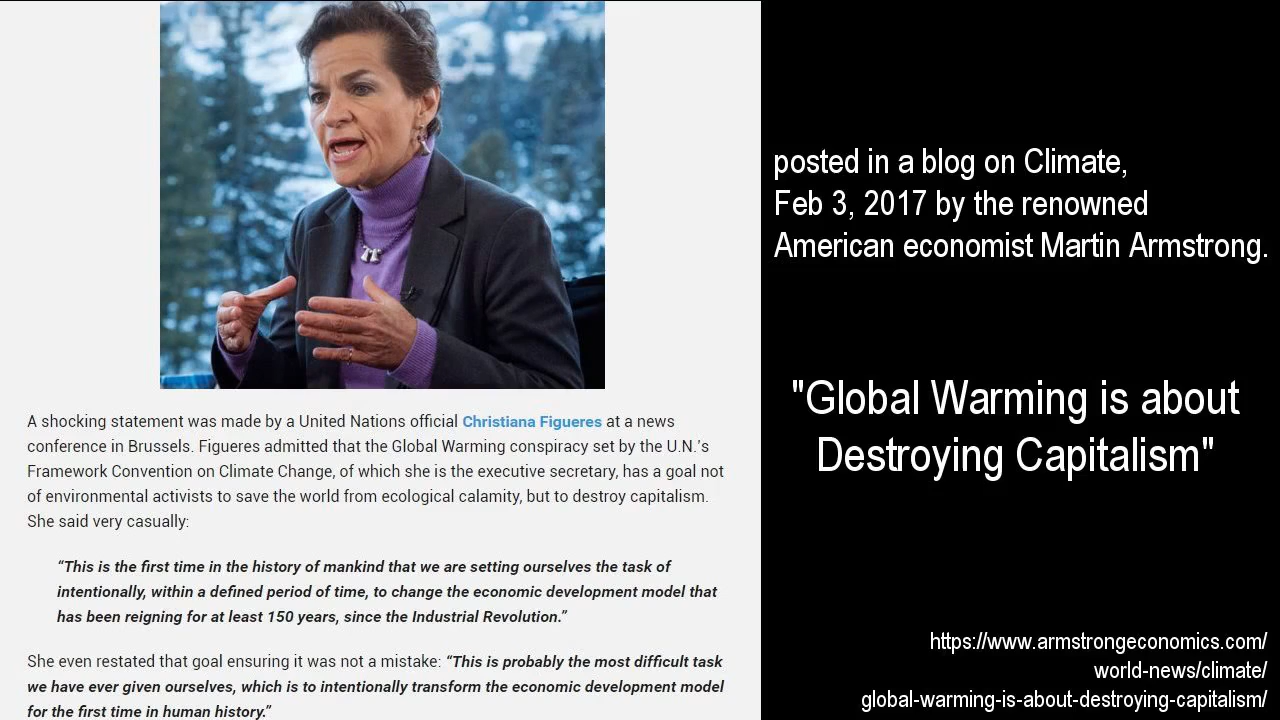 A shocking statement was made by a United Nations official Christiana Figueres at a news
conference in Brussels. Figueres admitted that the Global Warming conspiracy set by the U.N.’s
Framework Convention on Climate Change, of which she is the executive secretary, has a goal not
of environmental activists to save the world from ecological calamity, but to destroy capitalism.
She said very casually:
“This is the first time in the history of mankind that we are setting ourselves the task of
intentionally, within a defined period of time, to change the economic development model that
has been reigning for at least 150 years, since the Industrial Revolution.”
She even restated that goal ensuring it was not a mistake: “This is probably the most difficult task
we have ever given ourselves, which is to intentionally transform the economic development model
for the first time in human history.”
posted in a blog on Climate,
Feb 3, 2017 by the renowned
American economist Martin Armstrong.
"Global Warming is about
Destroying Capitalism"
https://www.armstrongeconomics.com/
world-news/climate/
global-warming-is-about-destroying-capitalism/